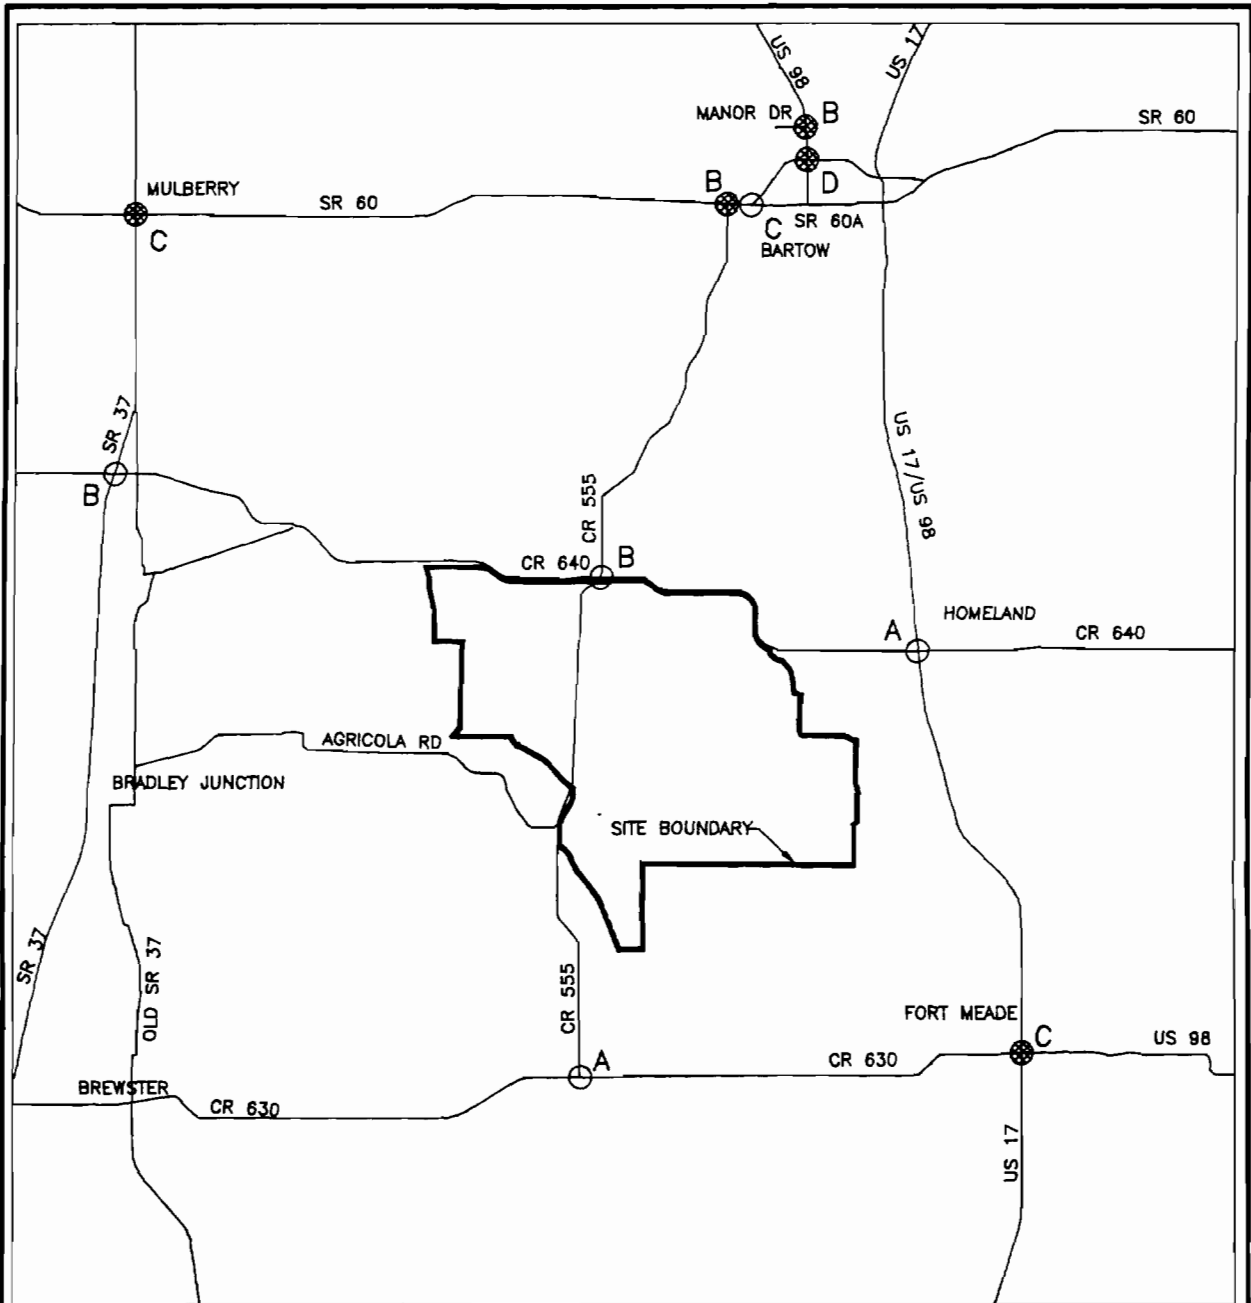 US 98
US 17
MANOR DR
B
SR 60
D
MULBERRY
SR 60
B
C
SR 60A
C
BARTOW
SR 37
B
US 17/US 98
CR 555
CR 640
B
HOMELAND
A
CR 640
AGRICOLA RD
BRADLEY JUNCTION
SITE BOUNDARY
SR 37
OLD SR 37
CR 555
FORT MEADE
C
US 98
A
CR 630
BREWSTER
CR 630
US 17